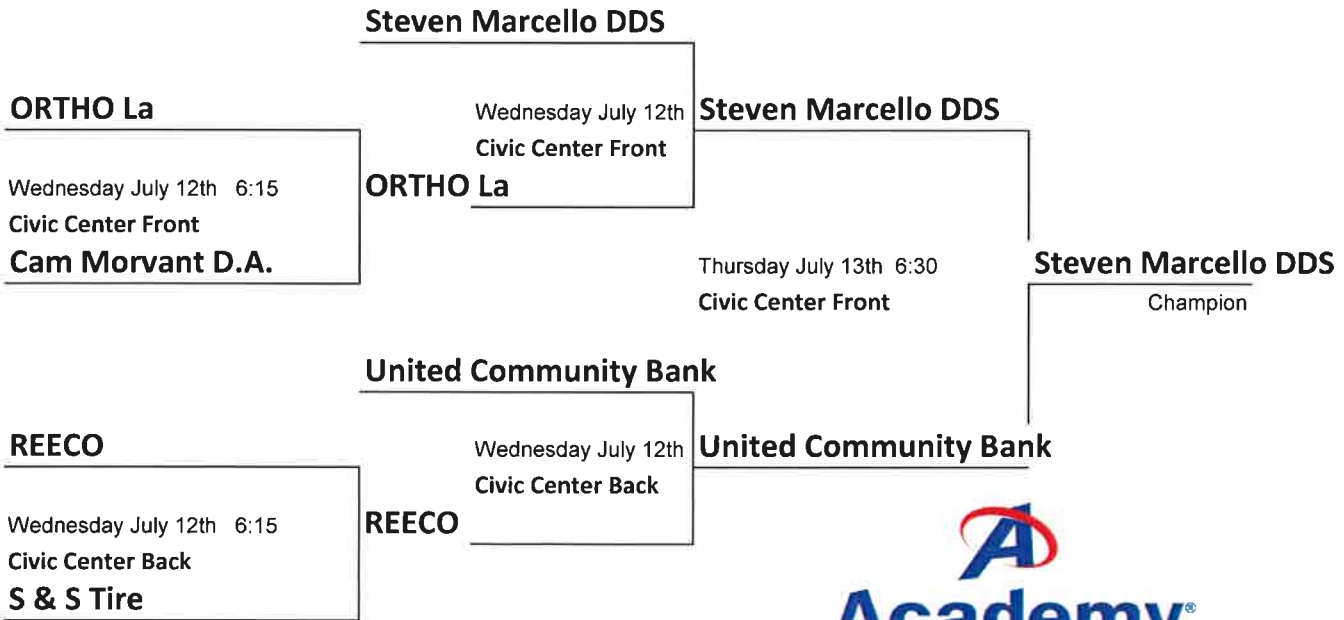 Steven Marcello DDS
ORTHO La
Wednesday July 12th
Steven Marcello DDS
Civic Center Front
Wednesday July 12th 6:15
ORTHO La
Civic Center Front
Cam Morvant D.A.
Thursday July 13th 6:30
Steven Marcello DDS
Civic Center Front
Champion
United Community Bank
REECO
Wednesday July 12th
United Community Bank
Civic Center Back
Wednesday July 12th 6:15
REECO
Civic Center Back
S & S Tire
A
Academy®